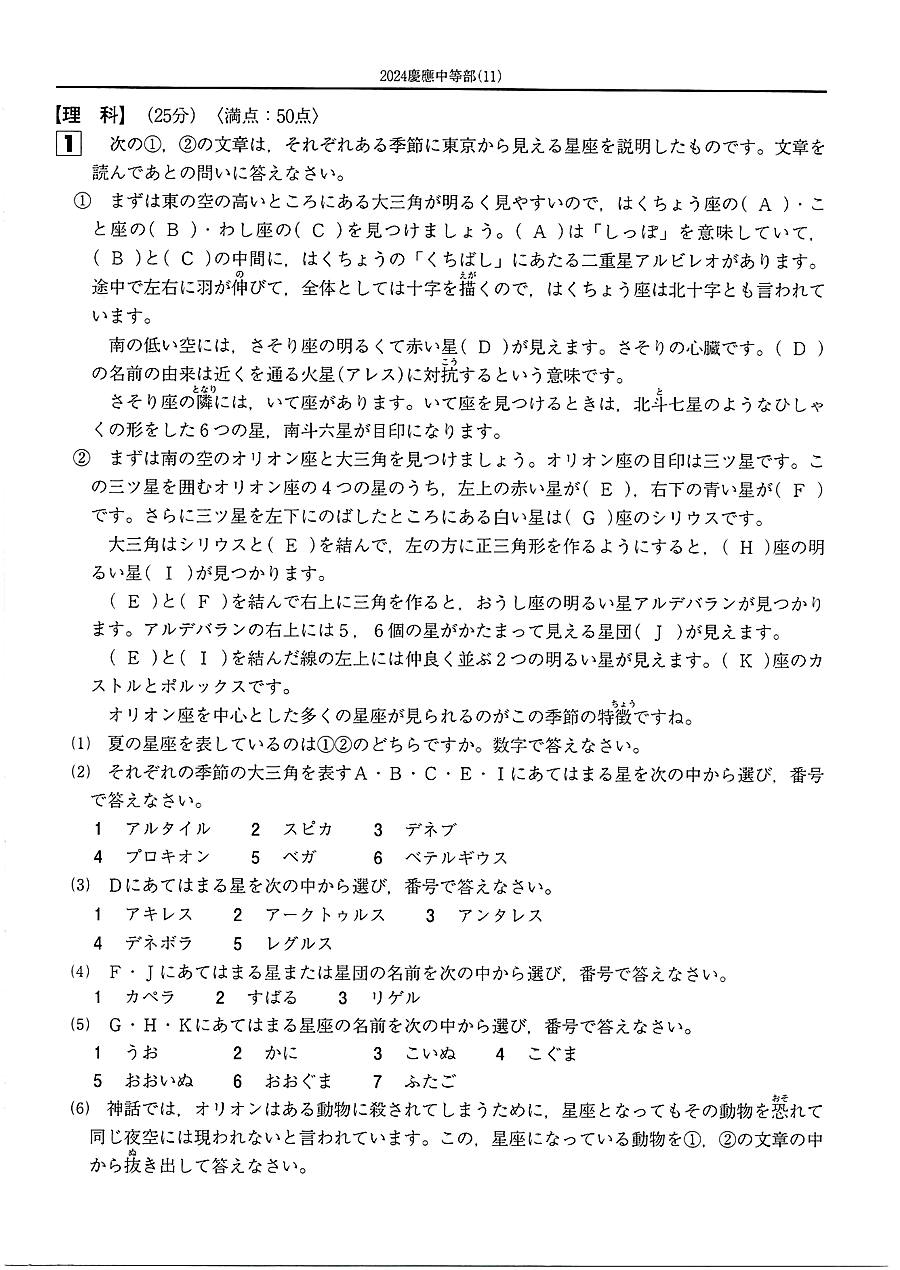 2024慶應中等部(11)
【理　科】（25分）〈満点：50点〉
1　次の①，②の文章は，それぞれある季節に東京から見える星座を説明したものです。文章を
読んであとの問いに答えなさい。
①　まずは東の空の高いところにある大三角が明るく見やすいので，はくちょう座の( A )・こ
と座の( B )・わし座の( C )を見つけましょう。( A )は「しっぽ」を意味していて，
( B )と( C )の中間に，はくちょうの「くちばし」にあたる二重星アルビレオがあります。
途中で左右に羽が伸びて，全体としては十字を描くので，はくちょう座は北十字とも言われて
います。
南の低い空には，さそり座の明るくて赤い星( D )が見えます。さそりの心臓です。( D )
の名前の由来は近くを通る火星(アレス)に対抗するという意味です。
さそり座の隣には，いて座があります。いて座を見つけるときは，北斗七星のようなひしゃ
くの形をした６つの星，南斗六星が目印になります。
②　まずは南の空のオリオン座と大三角を見つけましょう。オリオン座の目印は三ツ星です。こ
の三ツ星を囲むオリオン座の４つの星のうち，左上の赤い星が( E )，右下の青い星が( F )
です。さらに三ツ星を左下にのばしたところにある白い星は( G )座のシリウスです。
大三角はシリウスと( E )を結んで，左の方に正三角形を作るようにすると，( H )座の明
るい星( I )が見つかります。
( E )と( F )を結んで右上に三角を作ると，おうし座の明るい星アルデバランが見つかり
ます。アルデバランの右上には５，６個の星がかたまって見える星団( J )が見えます。
( E )と( I )を結んだ線の左上には仲良く並ぶ２つの明るい星が見えます。( K )座のカ
ストルとポルックスです。
オリオン座を中心とした多くの星座が見られるのがこの季節の特徴ですね。
(1)　夏の星座を表しているのは①②のどちらですか。数字で答えなさい。
(2)　それぞれの季節の大三角を表すＡ・Ｂ・Ｃ・Ｅ・Ｉにあてはまる星を次の中から選び，番号
で答えなさい。
1　アルタイル　2　スピカ　3　デネブ
4　プロキオン　5　ベガ　6　ベテルギウス
(3)　Ｄにあてはまる星を次の中から選び，番号で答えなさい。
1　アキレス　2　アークトゥルス　3　アンタレス
4　デネボラ　5　レグルス
(4)　Ｆ・Ｊにあてはまる星または星団の名前を次の中から選び，番号で答えなさい。
1　カペラ　2　すばる　3　リゲル
(5)　Ｇ・Ｈ・Ｋにあてはまる星座の名前を次の中から選び，番号で答えなさい。
1　うお　2　かに　3　こいぬ　4　こぐま
5　おおいぬ　6　おおぐま　7　ふたご
(6)　神話では，オリオンはある動物に殺されてしまうために，星座となってもその動物を恐れて
同じ夜空には現われないと言われています。この，星座になっている動物を①，②の文章の中
から抜き出して答えなさい。